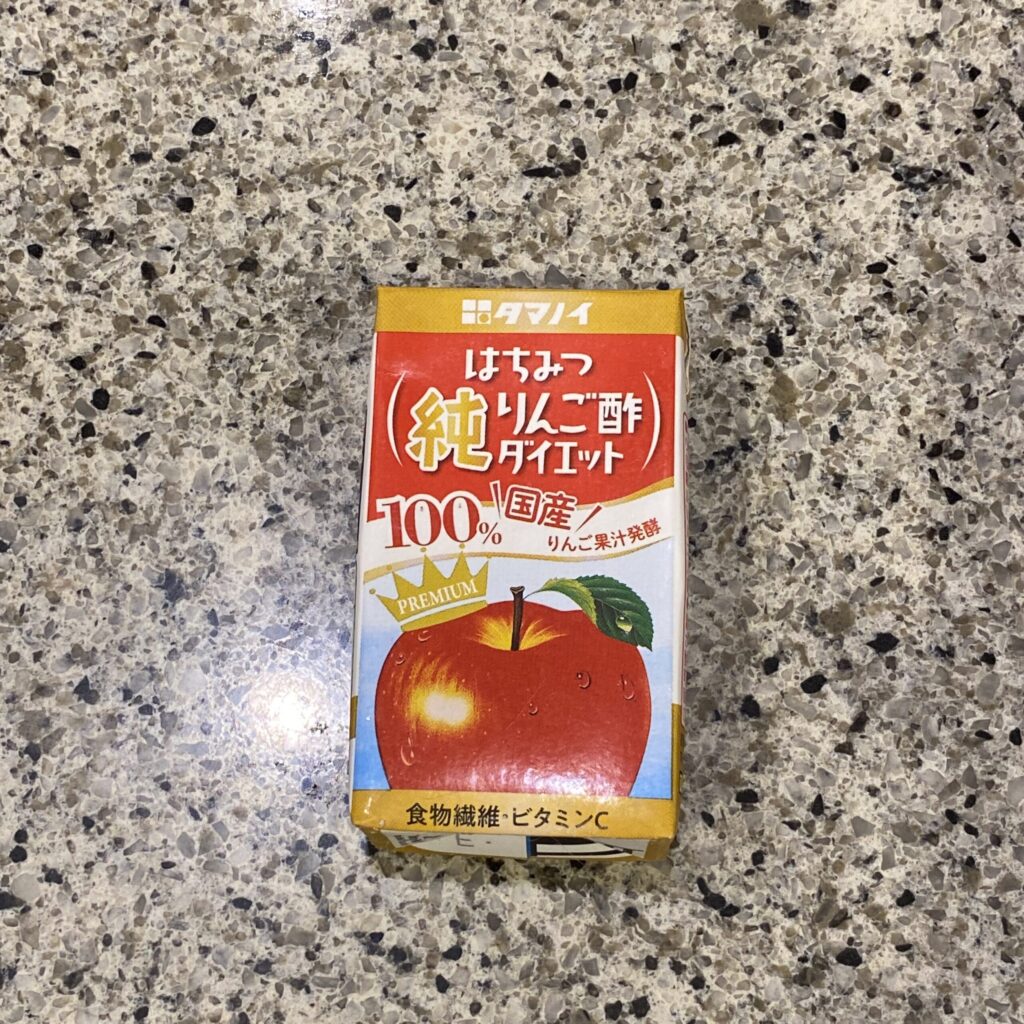 タマノイ
はちみつ
純りんご酢
ダイエット
100% 国産
りんご果汁発酵
PREMIUM
食物繊維・ビタミンC